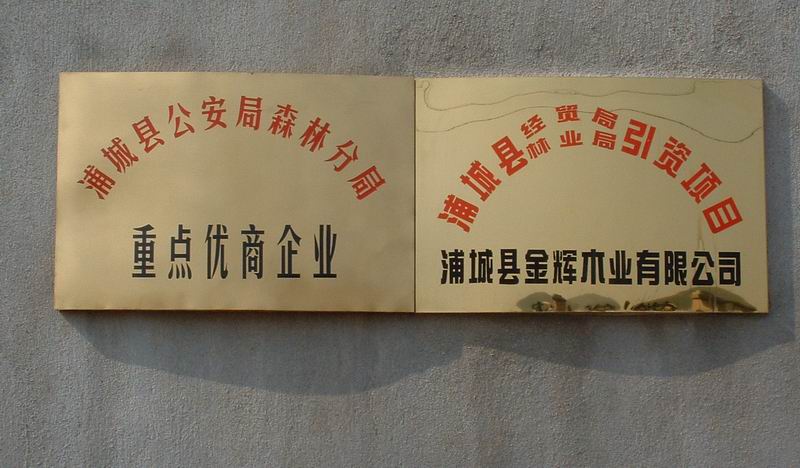 浦城县公安局森林分局
重点优商企业
浦城县经贸局林业局引资项目
浦城县金辉木业有限公司